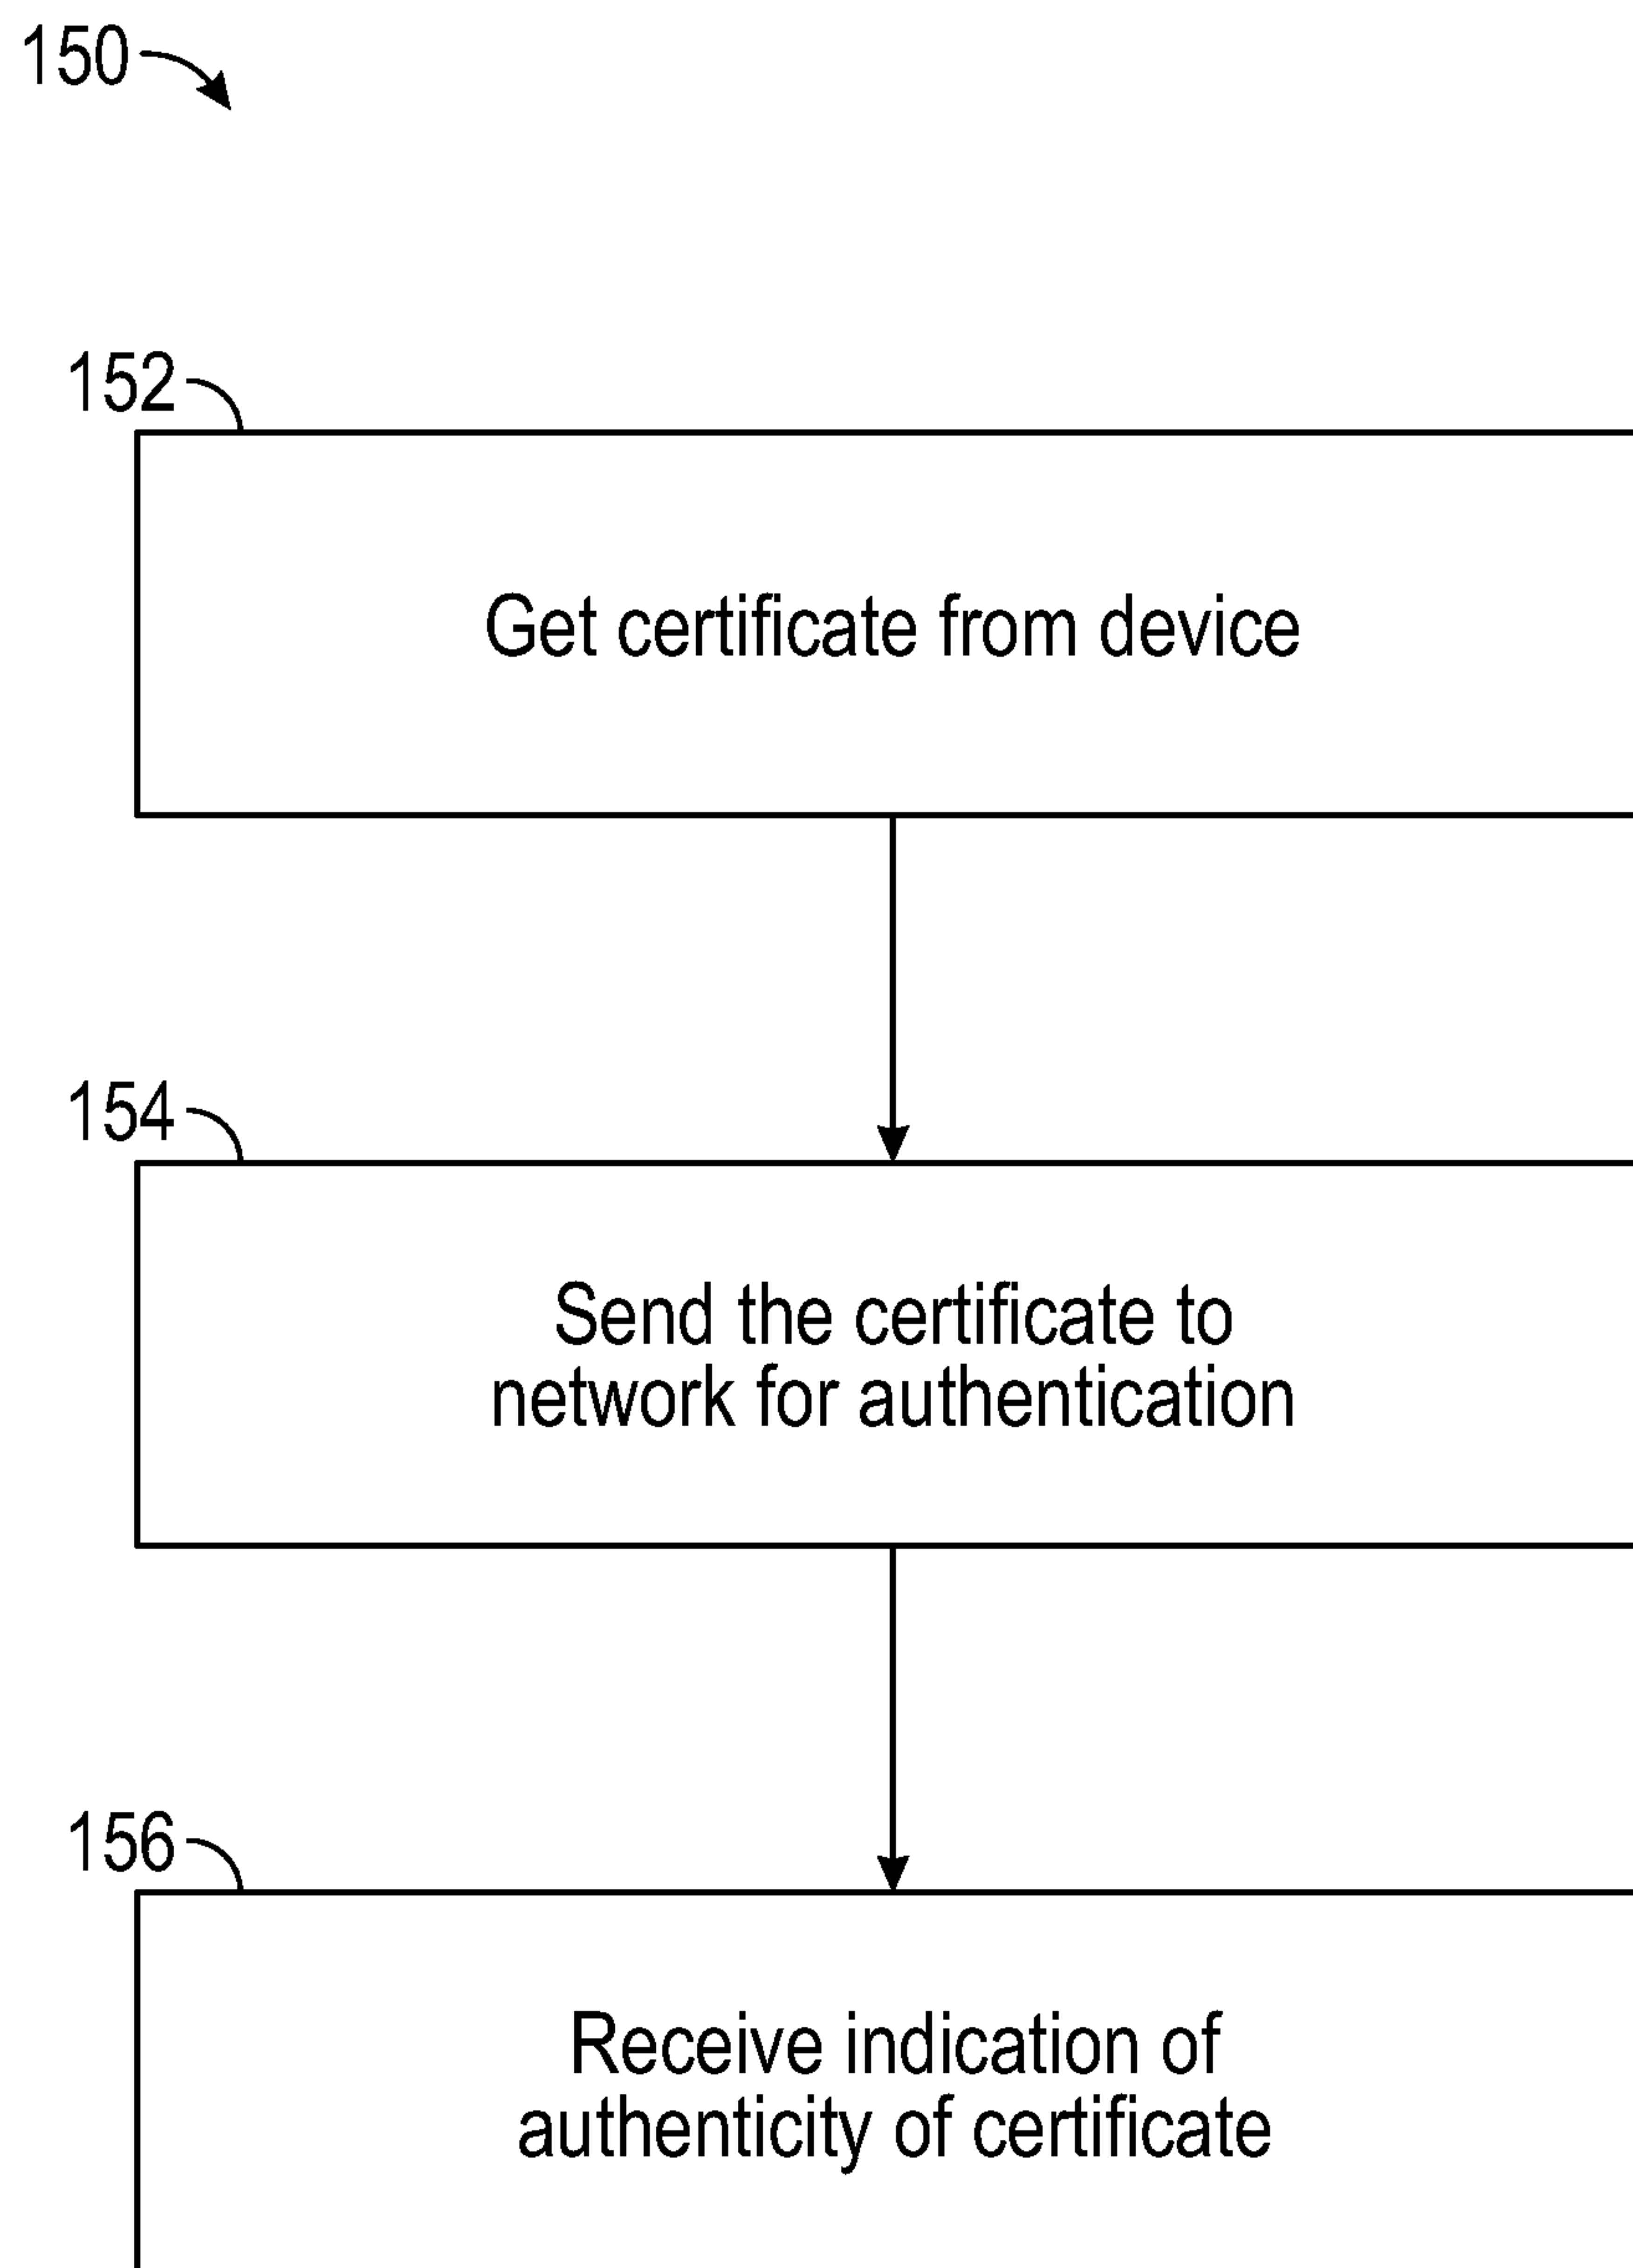 150
152
Get certificate from device
154
Send the certificate to
network for authentication
156
Receive indication of
authenticity of certificate